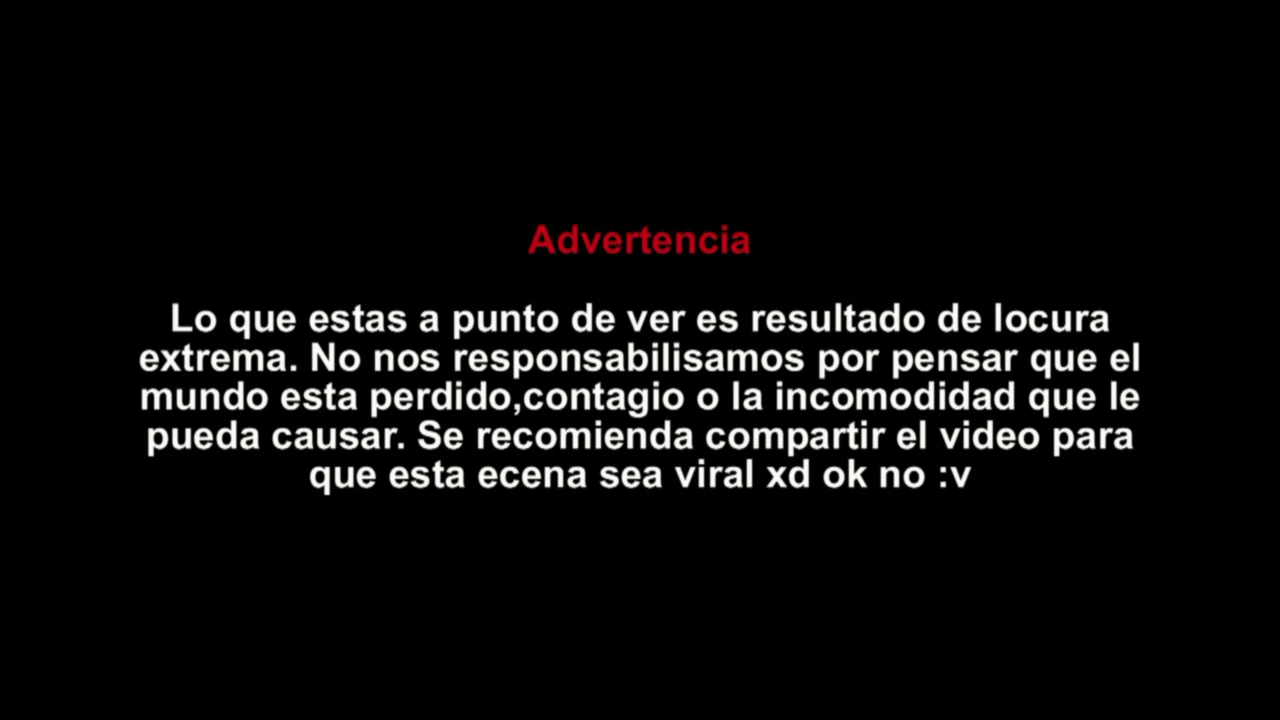 Advertencia
Lo que estas a punto de ver es resultado de locura
extrema. No nos responsabilisamos por pensar que el
mundo esta perdido,contagio o la incomodidad que le
pueda causar. Se recomienda compartir el video para
que esta ecena sea viral xd ok no :v